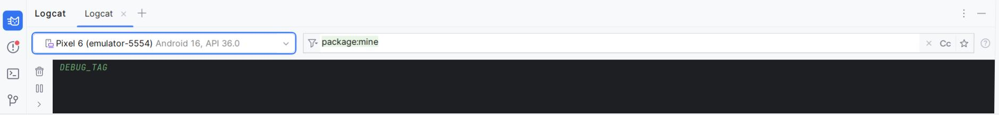 Logcat Logcat
Pixel 6 (emulator-5554) Android 16, API 36.0 package:mine Cc
DEBUG_TAG